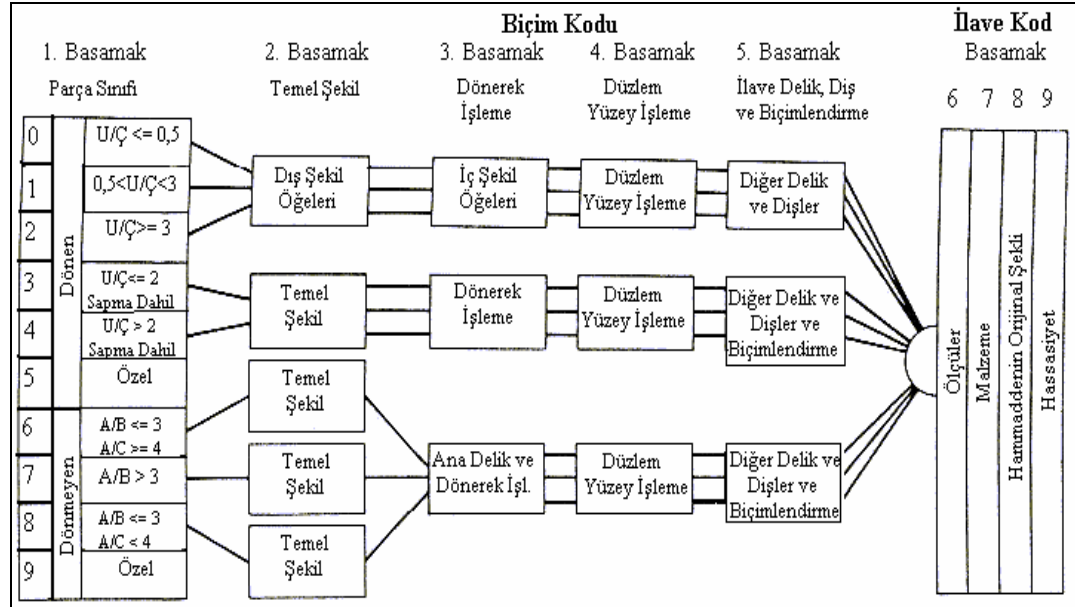 Biçim Kodu
İlave Kod
1. Basamak
2. Basamak
3. Basamak
4. Basamak
5. Basamak
Basamak
Parça Sınıfı
Temel Şekil
Dönerek
İşleme
Düzlem
Yüzey İşleme
İlave Delik, Diş
ve Biçimlendirme
6 7 8 9
0
1
2
3
4
5
6
7
8
9
Dönen
Dönmeyen
U/Ç <= 0,5
0,5<U/Ç<3
U/Ç>= 3
U/Ç<= 2
Sapma Dahil
U/Ç > 2
Sapma Dahil
Özel
A/B <= 3
A/C >= 4
A/B > 3
A/B <= 3
A/C < 4
Özel
Dış Şekil
Öğeleri
İç Şekil
Öğeleri
Düzlem
Yüzey İşleme
Diğer Delik
ve Dişler
Temel
Şekil
Dönerek
İşleme
Düzlem
Yüzey İşleme
Diğer Delik ve
Dişler ve
Biçimlendirme
Temel
Şekil
Temel
Şekil
Temel
Şekil
Ana Delik ve
Dönerek İşl.
Düzlem
Yüzey İşleme
Diğer Delik ve
Dişler ve
Biçimlendirme
Ölçüler
Malzeme
Hammaddenin Orijinal Şekli
Hassasiyet